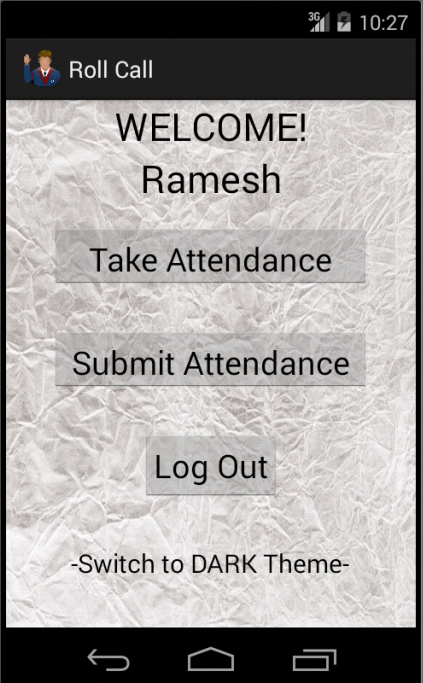 3G 10:27
Roll Call
WELCOME!
Ramesh
Take Attendance
Submit Attendance
Log Out
-Switch to DARK Theme-